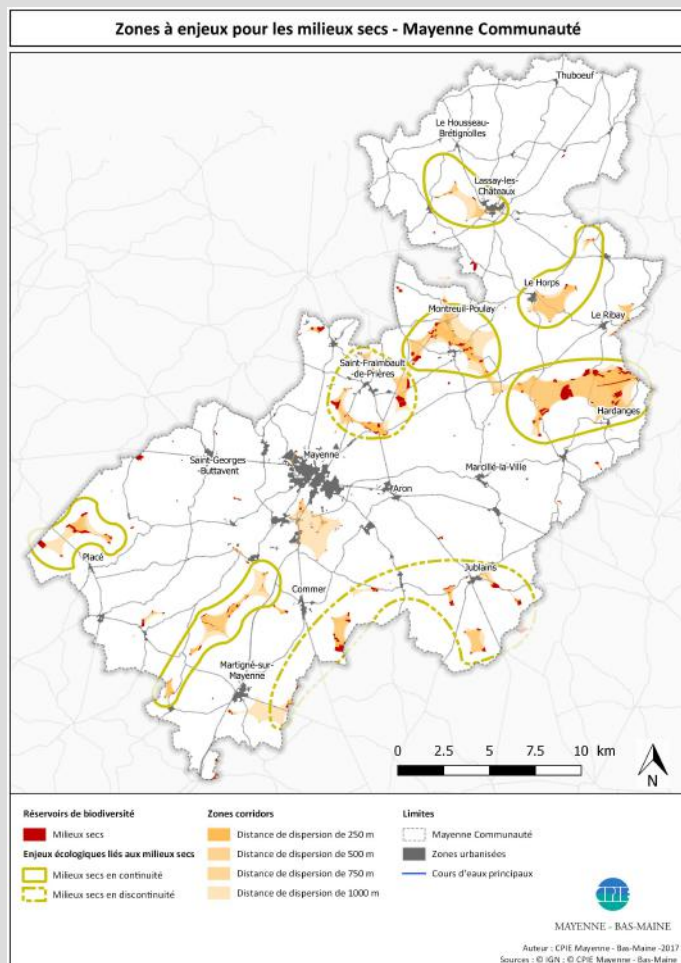 Zones à enjeux pour les milieux secs - Mayenne Communauté
Thuboeuf
Le Housseau-
Brétignolles
Lassay-les-
Châteaux
Le Horps
Montreuil-Poulay
Le Ribay
Saint-Fraimbault
-de-Prières
Hardanges
Mayenne
Saint-Georges-
Buttavent
Marcillé-la-Ville
Aron
Placé
Jublains
Commer
Martigné-sur-
Mayenne
0 2.5 5 7.5 10 km
N
Réservoirs de biodiversité
Milieux secs
Enjeux écologiques liés aux milieux secs
Milieux secs en continuité
Milieux secs en discontinuité
Zones corridors
Distance de dispersion de 250 m
Distance de dispersion de 500 m
Distance de dispersion de 750 m
Distance de dispersion de 1000 m
Limites
Mayenne Communauté
Zones urbanisées
Cours d'eaux principaux
CPIE
MAYENNE - BAS-MAINE
Auteur : CPIE Mayenne - Bas-Maine -2017
Sources : © IGN ; © CPIE Mayenne - Bas-Maine